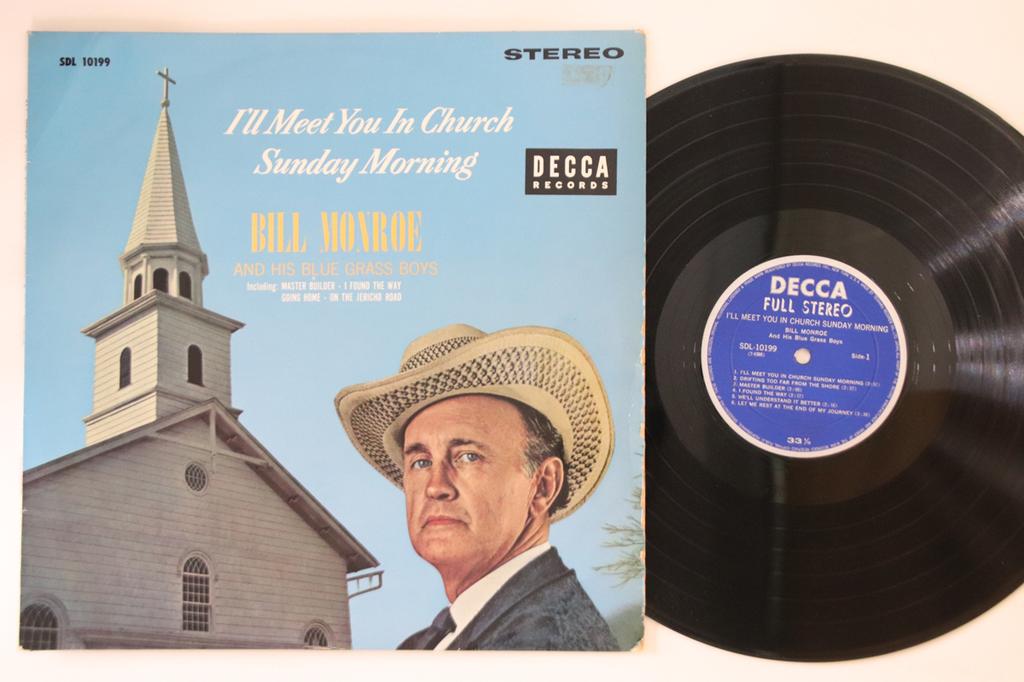 SDL 10199
STEREO
I'll Meet You In Church
Sunday Morning
DECCA
RECORDS
BILL MONROE
AND HIS BLUE GRASS BOYS
Including: MASTER BUILDER - I FOUND THE WAY
GOING HOME - ON THE JERICHO ROAD
DECCA
FULL STEREO
I'LL MEET YOU IN CHURCH SUNDAY MORNING
BILL MONROE
And His Blue Grass Boys
SDL-10199
Side-1
1. I'LL MEET YOU IN CHURCH SUNDAY MORNING
2. DRIFTING TOO FAR FROM THE SHORE
3. MASTER BUILDER
4. I FOUND THE WAY
5. WE'LL UNDERSTAND IT BETTER
6. LET ME REST AT THE END OF MY JOURNEY
33⅓